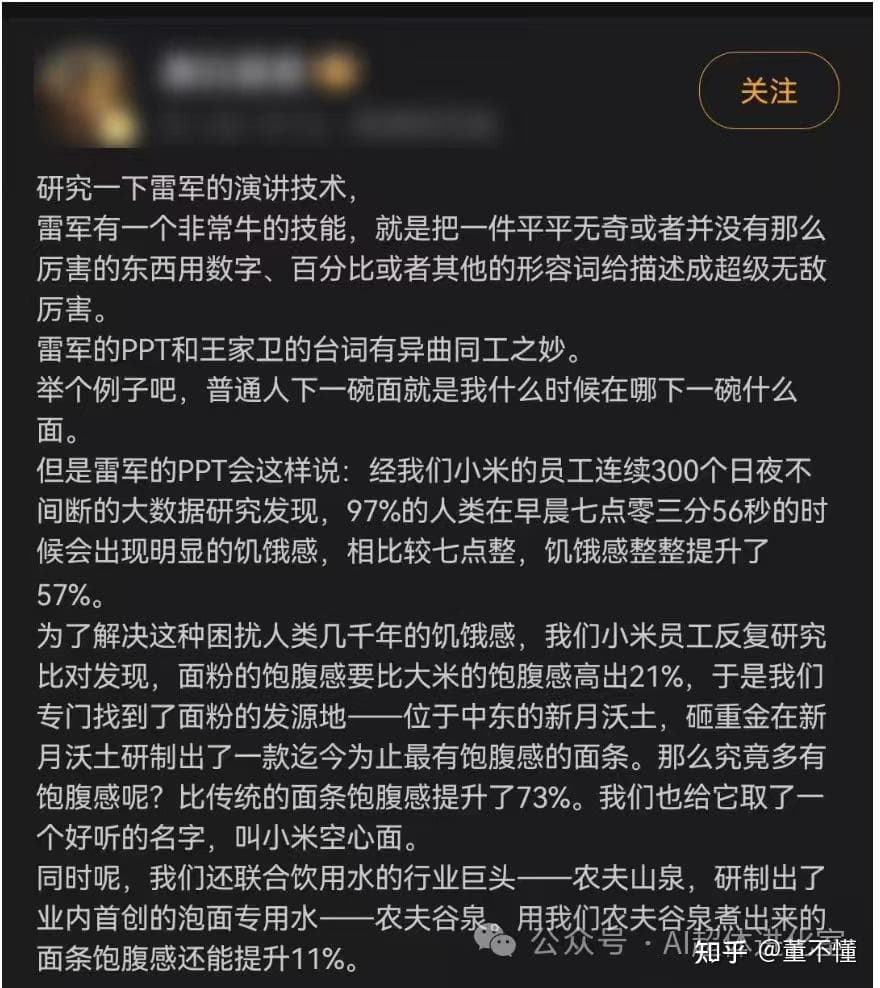 关注
研究一下雷军的演讲技术，
雷军有一个非常牛的技能，就是把一件平平无奇或者并没有那么
厉害的东西用数字、百分比或者其他的形容词给描述成超级无敌
厉害。
雷军的PPT和王家卫的台词有异曲同工之妙。
举个例子吧，普通人下一碗面就是我什么时候在哪下一碗什么
面。
但是雷军的PPT会这样说：经我们小米的员工连续300个日夜不
间断的大数据研究发现，97%的人类在早晨七点零三分56秒的时
候会出现明显的饥饿感，相比较七点整，饥饿感整整提升了
57%。
为了解决这种困扰人类几千年的饥饿感，我们小米员工反复研究
比对发现，面粉的饱腹感要比大米的饱腹感高出21%，于是我们
专门找到了面粉的发源地——位于中东的新月沃土，砸重金在新
月沃土研制出了一款迄今为止最有饱腹感的面条。那么究竟多有
饱腹感呢？比传统的面条饱腹感提升了73%。我们也给它取了一
个好听的名字，叫小米空心面。
同时呢，我们还联合饮用水的行业巨头——农夫山泉，研制出了
业内首创的泡面专用水——农夫谷泉。用我们农夫谷泉煮出来的
面条饱腹感还能提升11%。
公众号·AI超体进化室
知乎 @董不懂